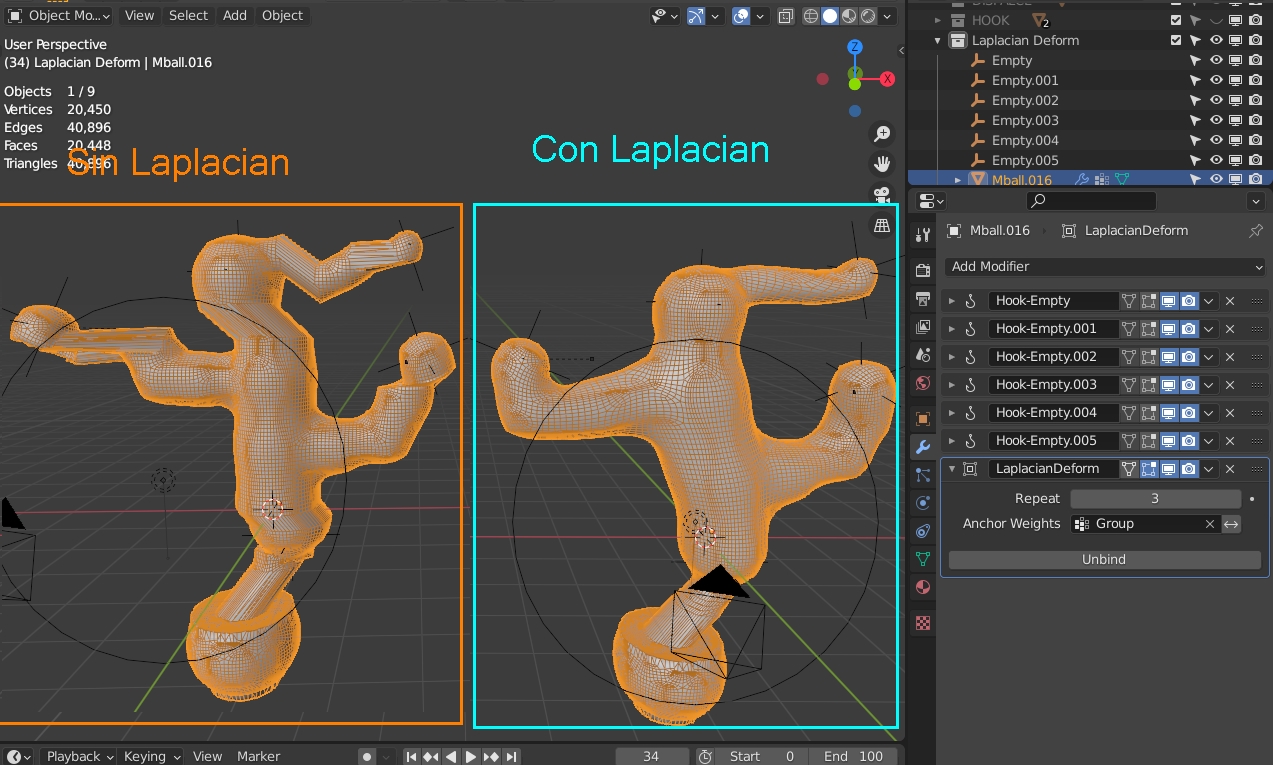 Object Mo... View Select Add Object
User Perspective
(34) Laplacian Deform | Mball.016
Objects 1 / 9
Vertices 20,450
Edges 40,896
Faces 20,448
Triangles 40,896
Sin Laplacian
Con Laplacian
Z
X
HOOK 2
Laplacian Deform
Empty
Empty.001
Empty.002
Empty.003
Empty.004
Empty.005
Mball.016
Mball.016 LaplacianDeform
Add Modifier
Hook-Empty
Hook-Empty.001
Hook-Empty.002
Hook-Empty.003
Hook-Empty.004
Hook-Empty.005
LaplacianDeform
Repeat 3
Anchor Weights Group
Unbind
Playback Keying View Marker 34 Start 0 End 100